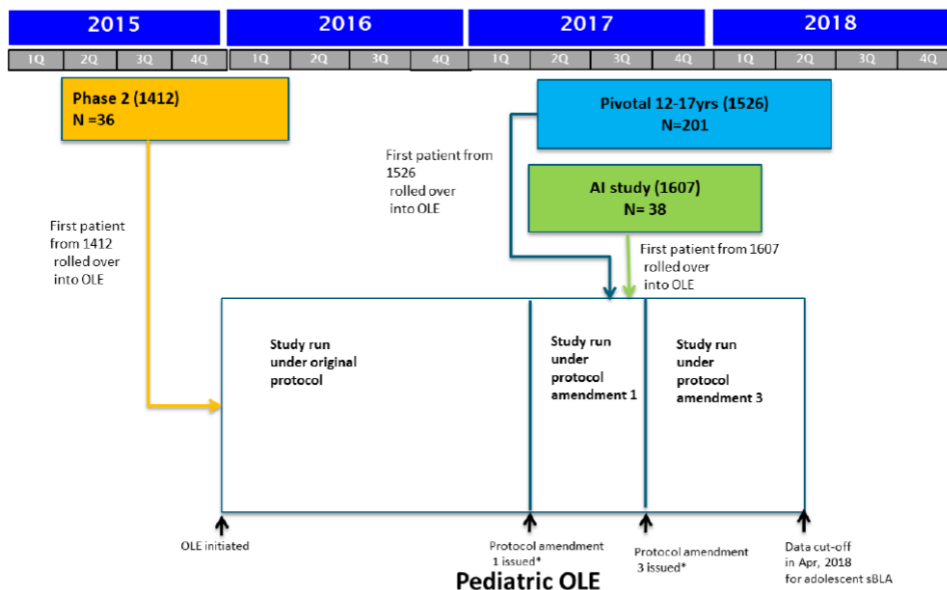 2015 2016 2017 2018
1Q 2Q 3Q 4Q 1Q 2Q 3Q 4Q 1Q 2Q 3Q 4Q 1Q 2Q 3Q 4Q
Phase 2 (1412)
N =36
Pivotal 12-17yrs (1526)
N=201
First patient from
1526
rolled over
into OLE
AI study (1607)
N= 38
First patient
from 1412
rolled over
into OLE
First patient from 1607
rolled over
into OLE
Study run
under original
protocol
Study run
under
protocol
amendment 1
Study run
under
protocol
amendment 3
OLE initiated
Protocol amendment
1 issued*
Protocol amendment
3 issued*
Data cut-off
in Apr, 2018
for adolescent sBLA
Pediatric OLE